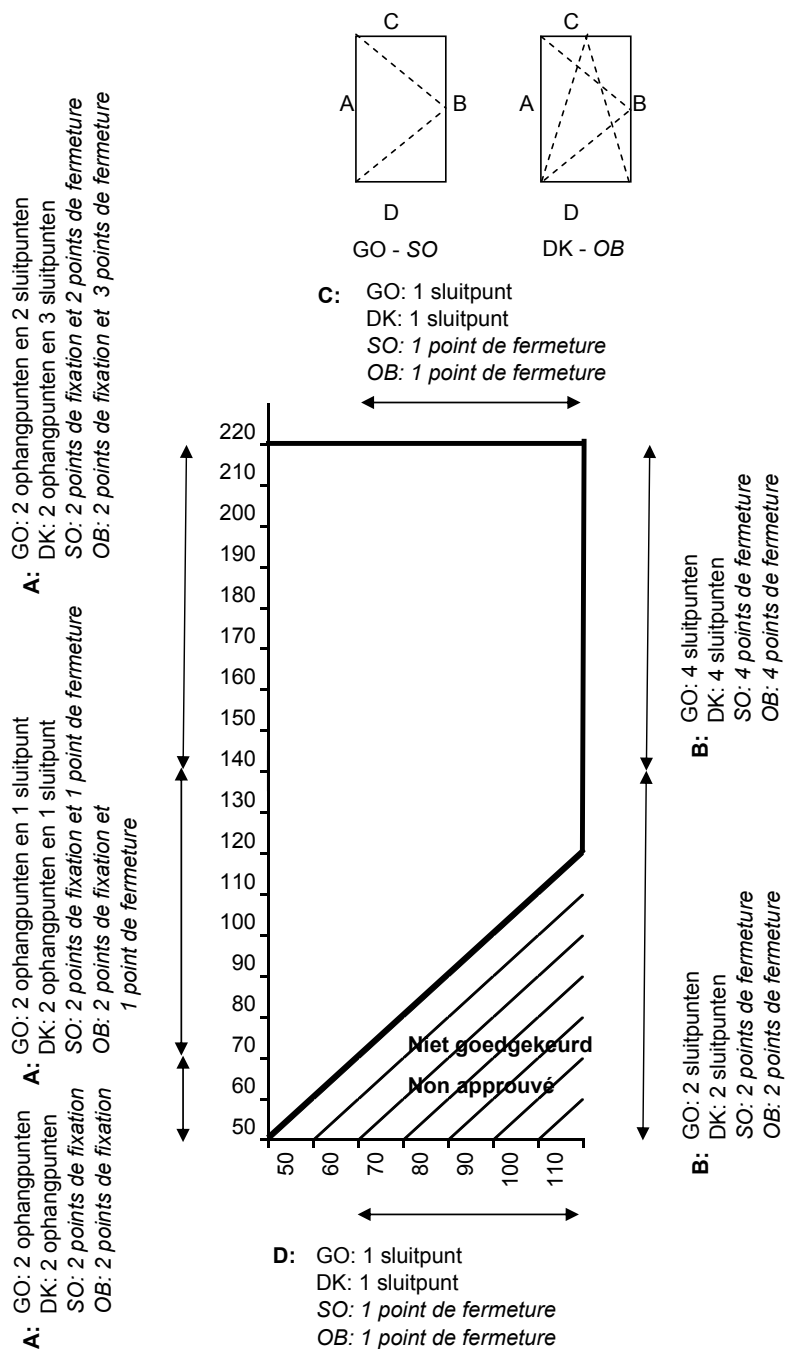 C
C
A
B
A
B
D
D
GO - SO
DK - OB
C: GO: 1 sluitpunt
DK: 1 sluitpunt
SO: 1 point de fermeture
OB: 1 point de fermeture
A: GO: 2 ophangpunten en 2 sluitpunten
DK: 2 ophangpunten en 3 sluitpunten
SO: 2 points de fixation et 2 points de fermeture
OB: 2 points de fixation et 3 points de fermeture
A: GO: 2 ophangpunten en 1 sluitpunt
DK: 2 ophangpunten en 1 sluitpunt
SO: 2 points de fixation et 1 point de fermeture
OB: 2 points de fixation et
1 point de fermeture
A: GO: 2 ophangpunten
DK: 2 ophangpunten
SO: 2 points de fixation
OB: 2 points de fixation
220
210
200
190
180
170
160
150
140
130
120
110
100
90
80
70
60
50
Niet goedgekeurd
Non approuvé
50
60
70
80
90
100
110
B: GO: 4 sluitpunten
DK: 4 sluitpunten
SO: 4 points de fermeture
OB: 4 points de fermeture
B: GO: 2 sluitpunten
DK: 2 sluitpunten
SO: 2 points de fermeture
OB: 2 points de fermeture
D: GO: 1 sluitpunt
DK: 1 sluitpunt
SO: 1 point de fermeture
OB: 1 point de fermeture